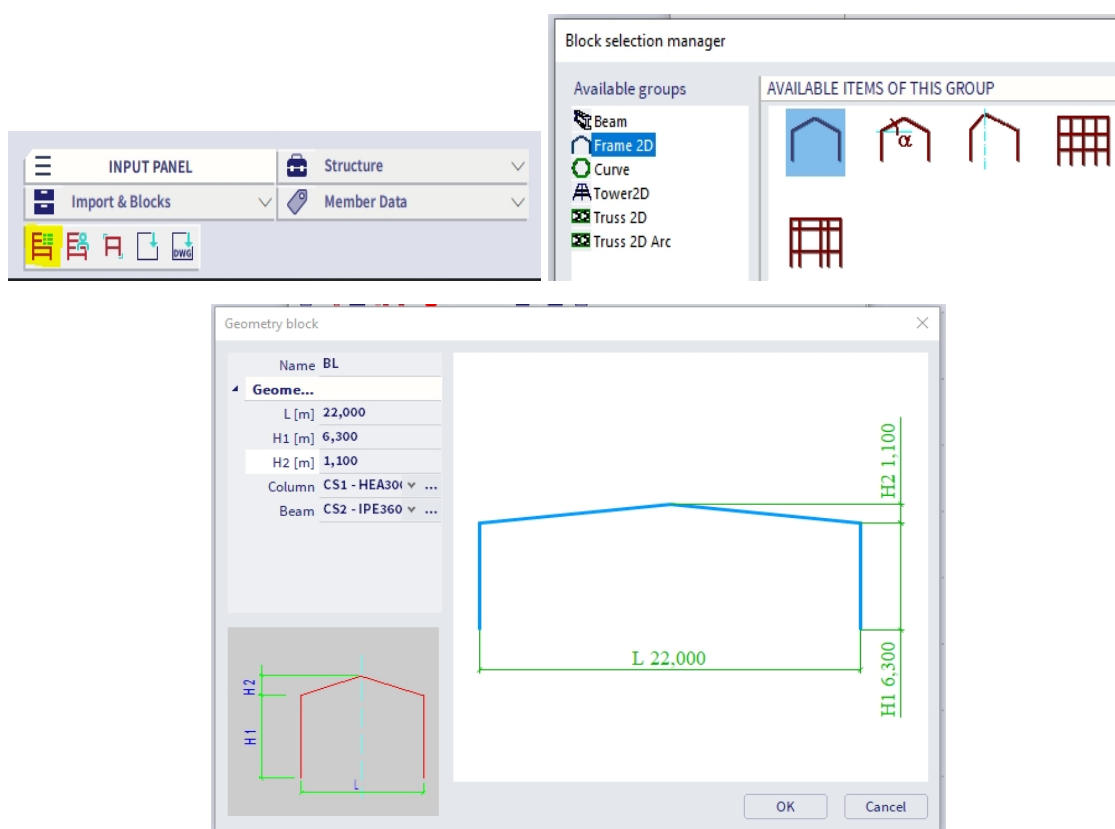 INPUT PANEL
Structure
Import & Blocks
Member Data
DWG
Block selection manager
Available groups
Beam
Frame 2D
Curve
Tower2D
Truss 2D
Truss 2D Arc
AVAILABLE ITEMS OF THIS GROUP
α
Geometry block
Name BL
Geome...
L [m] 22,000
H1 [m] 6,300
H2 [m] 1,100
Column CS1 - HEA300 ...
Beam CS2 - IPE360 ...
H2
H1
L
H2 1,100
L 22,000
H1 6,300
OK
Cancel